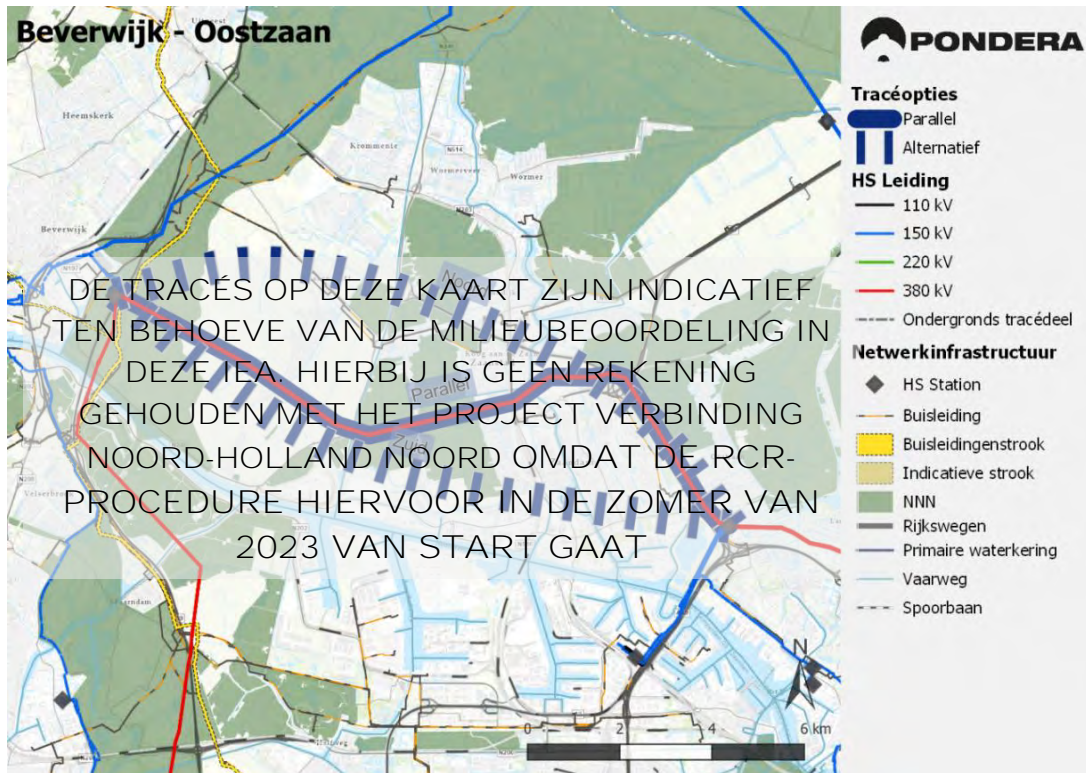 Beverwijk - Oostzaan
Heemskerk
Krommenie
Wormerveer
Wormer
Beverwijk
Noord
DE TRACÉS OP DEZE KAART ZIJN INDICATIEF
TEN BEHOEVE VAN DE MILIEUBEOORDELING IN
DEZE IEA. HIERBIJ IS GEEN REKENING
GEHOUDEN MET HET PROJECT VERBINDING
NOORD-HOLLAND NOORD OMDAT DE RCR-
PROCEDURE HIERVOOR IN DE ZOMER VAN
2023 VAN START GAAT
Parallel
Zuid
N
0 2 4 6 km
PONDERA
Tracéopties
Parallel
Alternatief
HS Leiding
110 kV
150 kV
220 kV
380 kV
Ondergronds tracédeel
Netwerkinfrastructuur
HS Station
Buisleiding
Buisleidingenstrook
Indicatieve strook
NNN
Rijkswegen
Primaire waterkering
Vaarweg
Spoorbaan